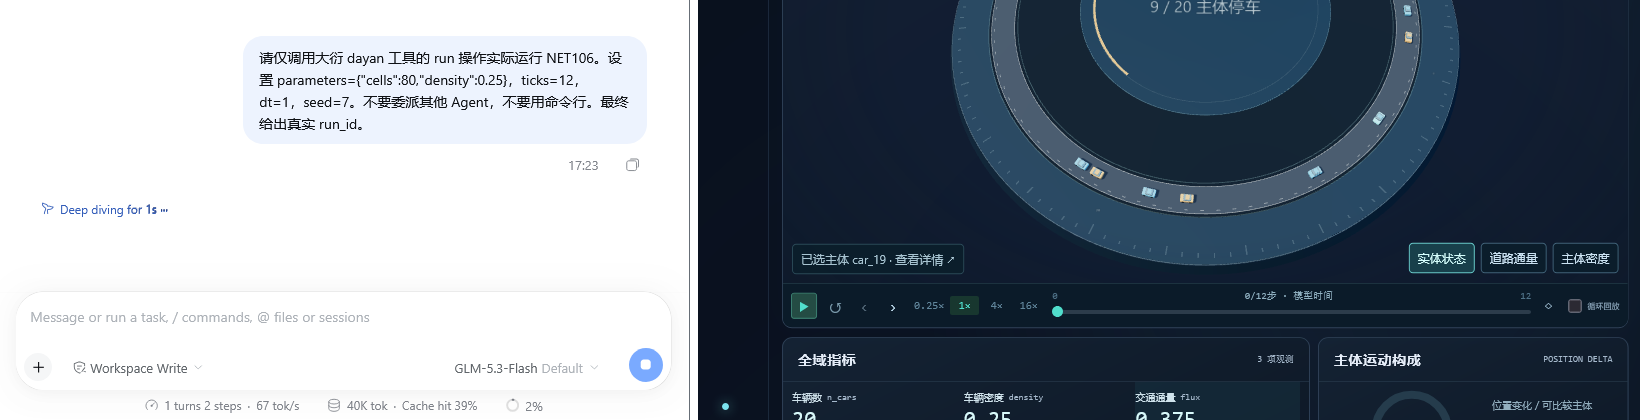 请仅调用大衍 dayan 工具的 run 操作实际运行 NET106。设
置 parameters={"cells":80,"density":0.25}，ticks=12，
dt=1，seed=7。不要委派其他 Agent，不要用命令行。最终
给出真实 run_id。
17:23
Deep diving for 1s ···
Message or run a task, / commands, @ files or sessions
Workspace Write
GLM-5.3-Flash Default
1 turns 2 steps · 67 tok/s
40K tok · Cache hit 39%
2%
9 / 20 主体停车
已选主体 car_19 · 查看详情 ↗
实体状态
道路通量
主体密度
0.25×
1×
4×
16×
0
0/12步 · 模型时间
12
循环回放
全域指标
3 项观测
车辆数 n_cars
20
车辆密度 density
0.25
交通通量 flux
0.375
主体运动构成
POSITION DELTA
位置变化 / 可比较主体